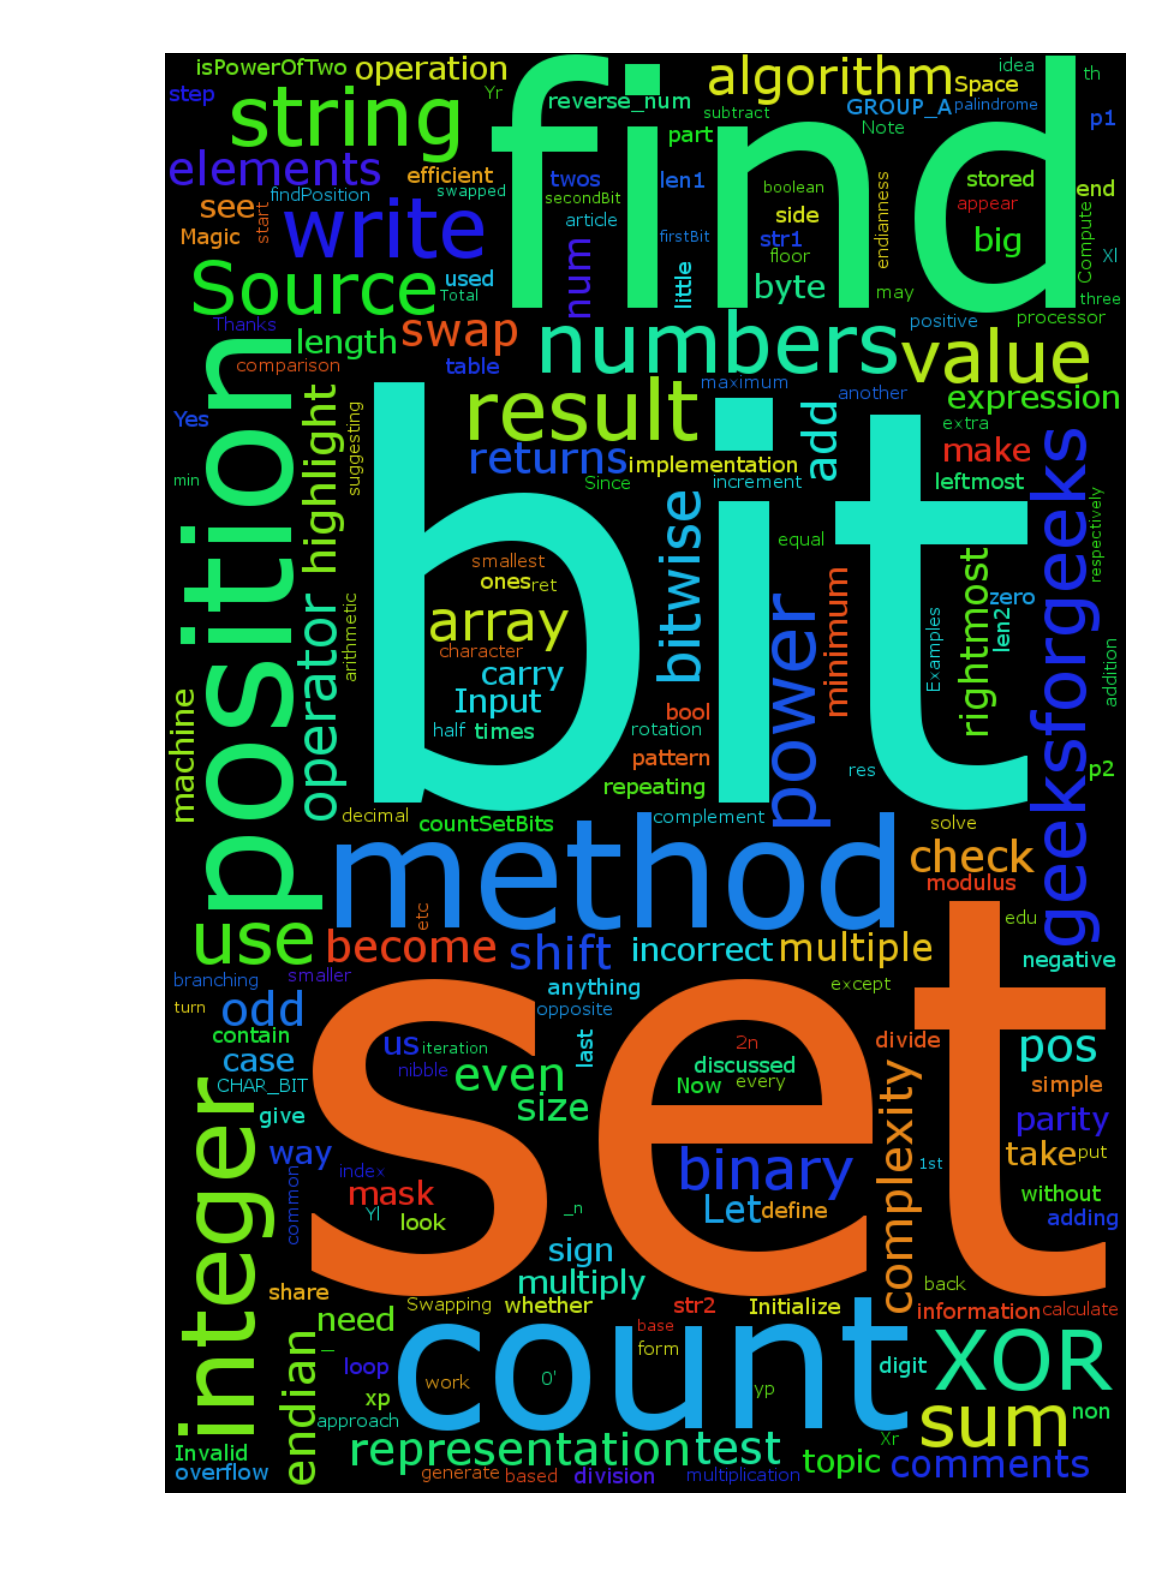 isPowerOfTwo
operation
algorithm
Space
idea
th
step
string
Yr
reverse_num
subtract
GROUP_A
palindrome
Note
p1
find
part
elements
efficient
swapped
findPosition
twos
secondBit
len1
boolean
stored
end
see
start
write
article
side
endianness
appear
Magic
firstBit
str1
floor
big
Compute
Xl
Source
used
Total
num
little
byte
may
three
Thanks
length
swap
numbers
positive
processor
comparison
table
value
position
highlight
result
maximum
another
expression
Yes
suggesting
returns
implementation
add
extra
make
min
Since
increment
leftmost
geeksforgeeks
bit
bitwise
equal
respectively
smallest
ones
ret
rightmost
zero
operator
arithmetic
array
power
minimum
Examples
len2
character
carry
Input
addition
machine
half
times
bool
rotation
pattern
res
p2
repeating
decimal
countSetBits
complement
solve
method
check
modulus
etc
edu
use
become
shift
incorrect
multiple
negative
set
branching
smaller
anything
except
turn
odd
opposite
contain
us
iteration
last
2n
divide
pos
case
nibble
even
discussed
Now
every
complexity
CHAR_BIT
size
simple
integer
give
parity
way
index
binary
1st
take
put
common
mask
without
Yl
look
_n
Let
define
adding
sign
multiply
back
share
Swapping
whether
str2
Initialize
information
calculate
need
count
base
_
endian
loop
form
digit
XOR
xp
work
0'
yp
approach
sum
non
Invalid
representation
test
Xr
overflow
generate
based
division
multiplication
topic
comments